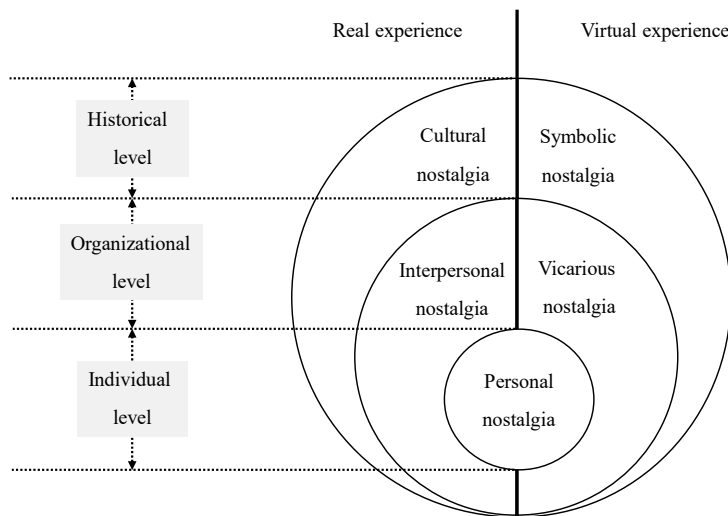 Real experience
Virtual experience
Historical
level
Cultural
nostalgia
Symbolic
nostalgia
Organizational
level
Interpersonal
nostalgia
Vicarious
nostalgia
Individual
level
Personal
nostalgia